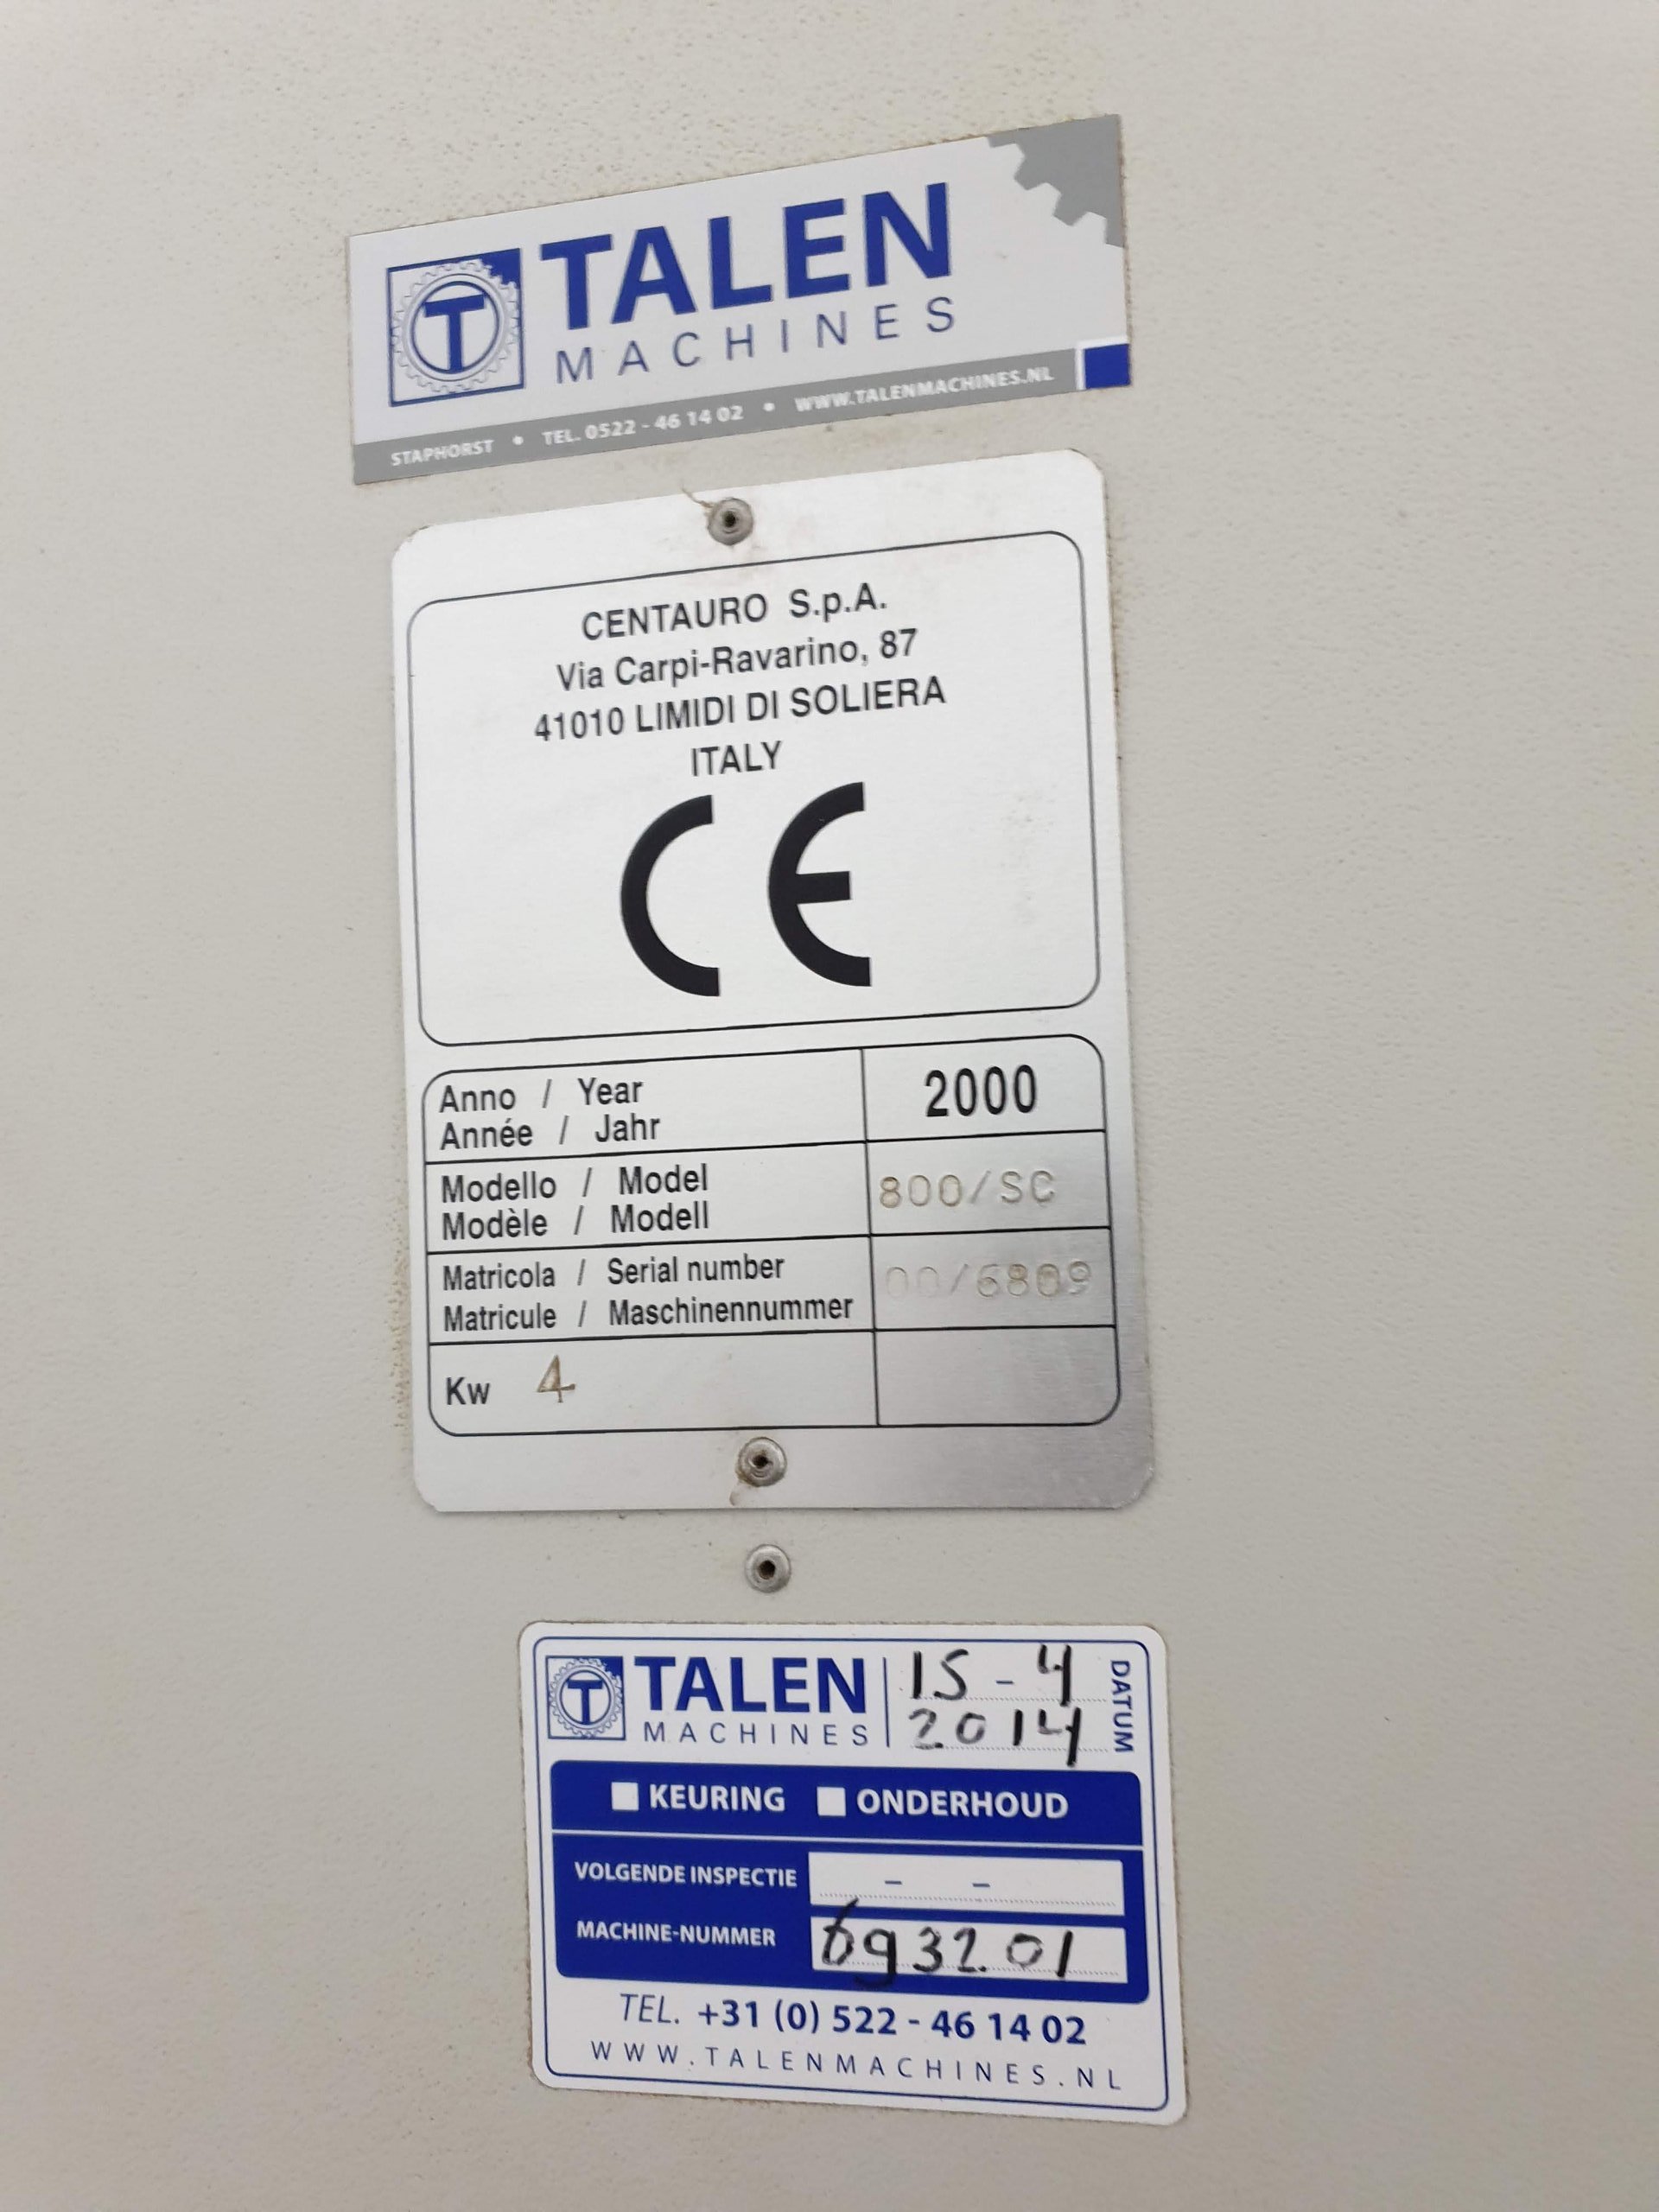 T TALEN
MACHINES
STAPHORST • TEL. 0522 - 46 14 02 • WWW.TALENMACHINES.NL
CENTAURO S.p.A.
Via Carpi-Ravarino, 87
41010 LIMIDI DI SOLIERA
ITALY
CE
Anno / Year
Année / Jahr
2000
Modello / Model
Modèle / Modell
800/SC
Matricola / Serial number
Matricule / Maschinennummer
00/6809
Kw 4
T TALEN
MACHINES
15 - 4
2014
DATUM
KEURING ONDERHOUD
VOLGENDE INSPECTIE - -
MACHINE-NUMMER 6932.01
TEL. +31 (0) 522 - 46 14 02
WWW.TALENMACHINES.NL